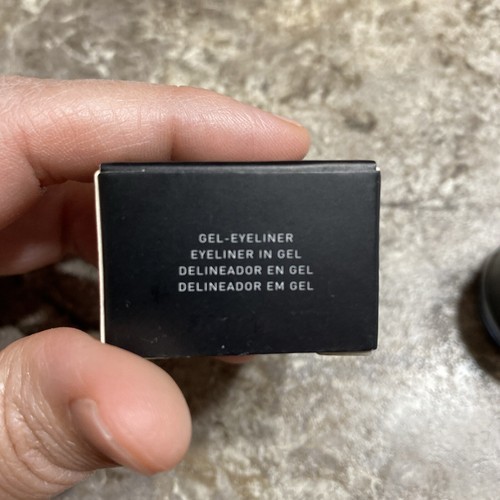 GEL-EYELINER
EYELINER IN GEL
DELINEADOR EN GEL
DELINEADOR EM GEL